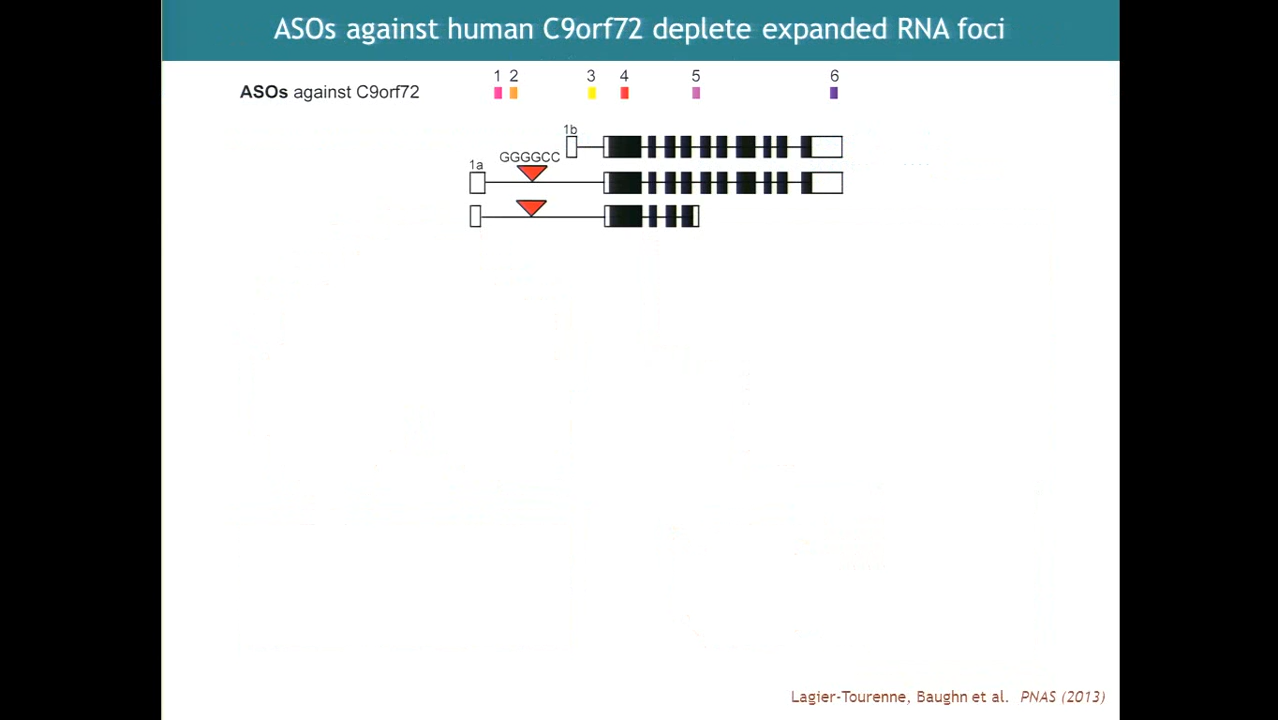 ASOs against human C9orf72 deplete expanded RNA foci
1 2 3 4 5 6
ASOs against C9orf72
1b
GGGGCC
1a
Lagier-Tourenne, Baughn et al. PNAS (2013)